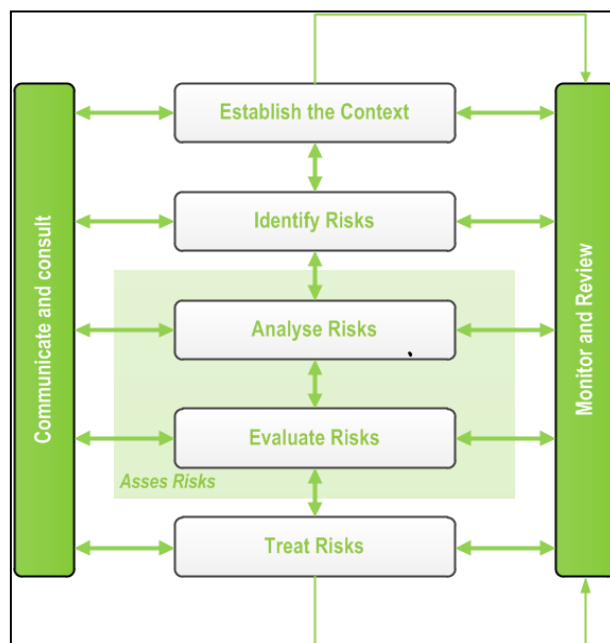 Establish the Context
Communicate and consult
Identify Risks
Monitor and Review
Analyse Risks
Evaluate Risks
Asses Risks
Treat Risks